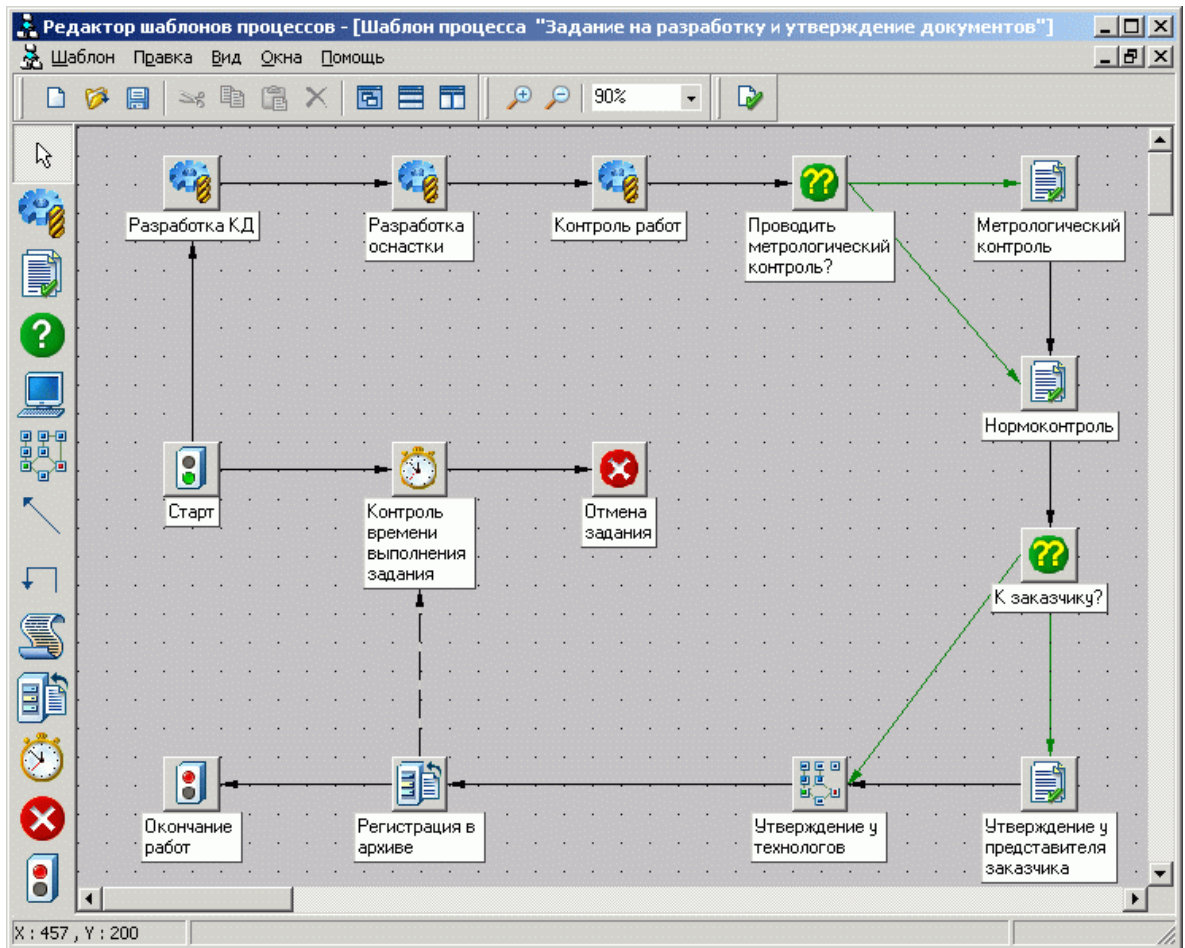 Редактор шаблонов процессов - [Шаблон процесса "Задание на разработку и утверждение документов"]
Шаблон Правка Вид Окна Помощь
90%
Разработка КД
Разработка
оснастки
Контроль работ
Проводить
метрологический
контроль?
Метрологический
контроль
Нормоконтроль
Старт
Контроль
времени
выполнения
задания
Отмена
задания
К заказчику?
Окончание
работ
Регистрация в
архиве
Утверждение у
технологов
Утверждение у
представителя
заказчика
X : 457 , Y : 200